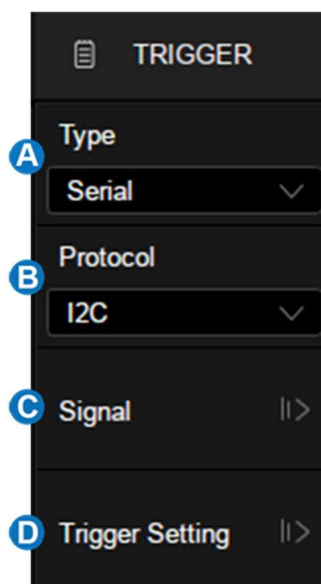 TRIGGER
A
Type
Serial
B
Protocol
I2C
C
Signal
D
Trigger Setting